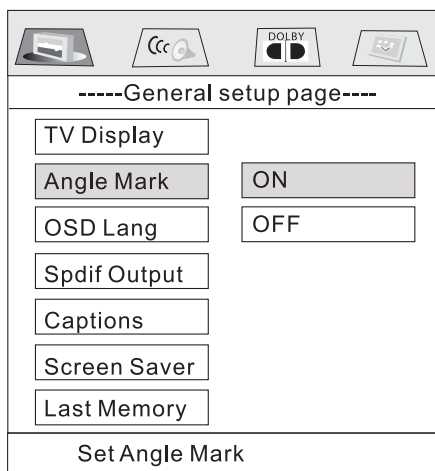 DOLBY
-----General setup page----
TV Display
Angle Mark ON
OSD Lang OFF
Spdif Output
Captions
Screen Saver
Last Memory
Set Angle Mark